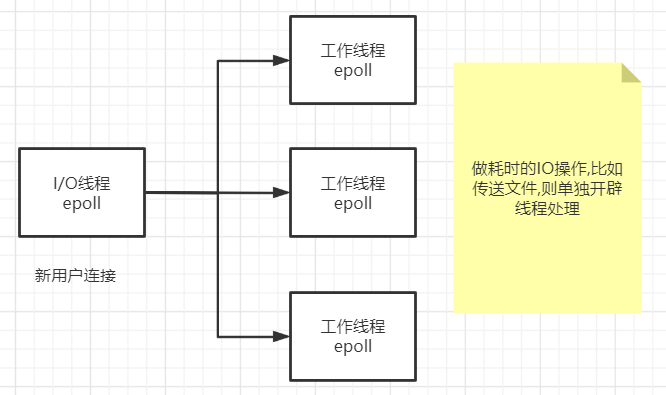 工作线程
epoll
I/O线程
epoll
新用户连接
工作线程
epoll
工作线程
epoll
做耗时的IO操作,比如
传送文件,则单独开辟
线程处理